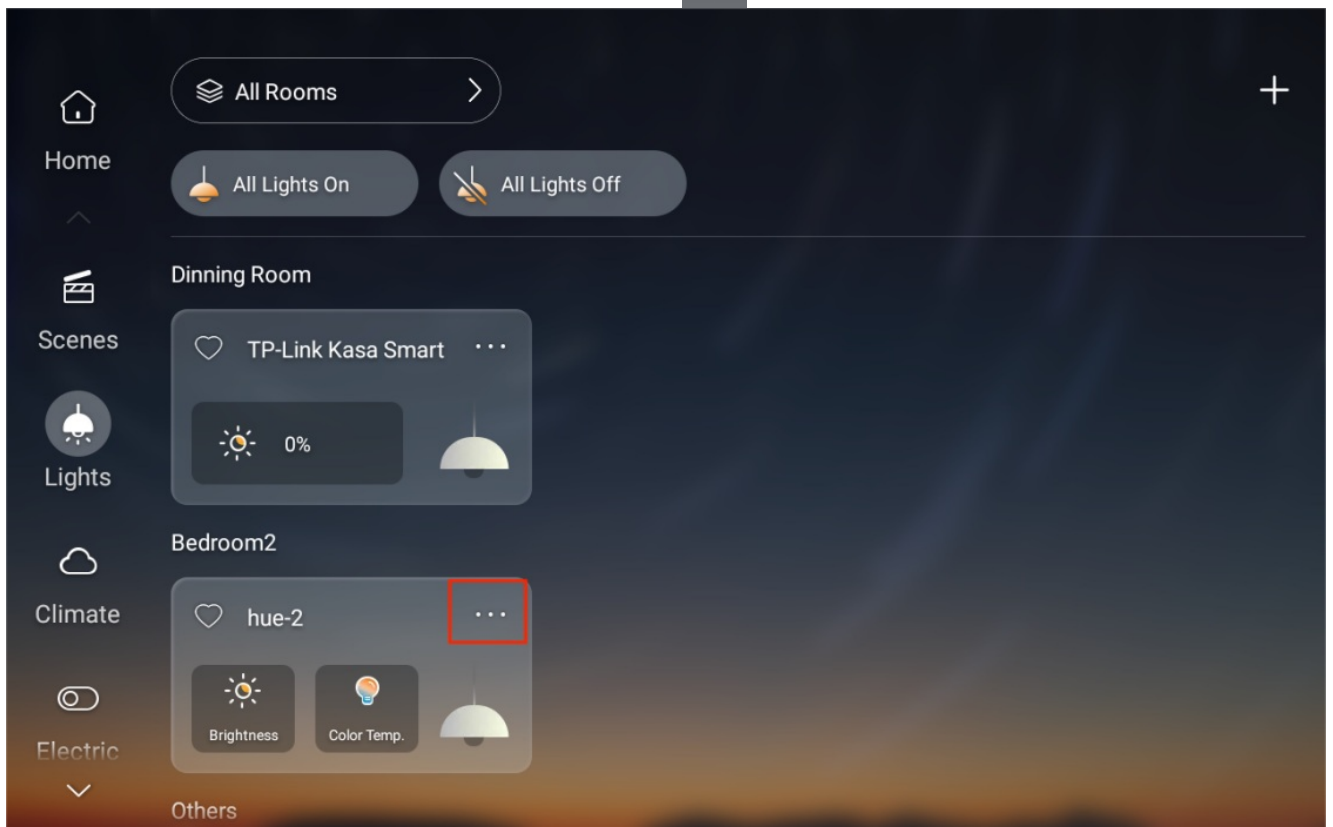 All Rooms
Home
All Lights On
All Lights Off
Dinning Room
Scenes
TP-Link Kasa Smart
0%
Lights
Bedroom2
Climate
hue-2
Brightness
Color Temp.
Electric
Others